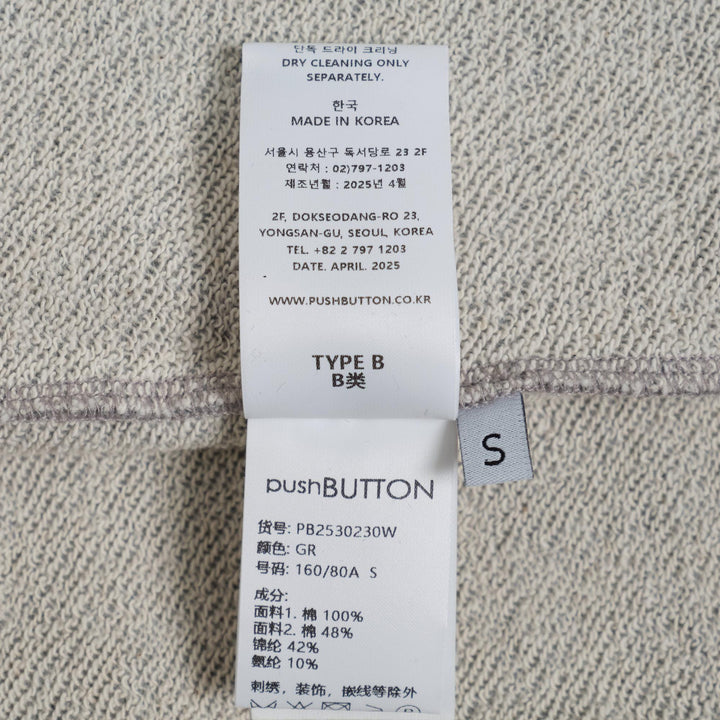 단독 드라이 크리닝
DRY CLEANING ONLY
SEPARATELY.
한국
MADE IN KOREA
서울시 용산구 독서당로 23 2F
연락처 : 02)797-1203
제조년월 : 2025년 4월
2F, DOKSEODANG-RO 23,
YONGSAN-GU, SEOUL, KOREA
TEL. +82 2 797 1203
DATE. APRIL. 2025
WWW.PUSHBUTTON.CO.KR
TYPE B
B类
S
pushBUTTON
货号: PB2530230W
颜色: GR
号码: 160/80A S
成分:
面料1. 棉 100%
面料2. 棉 48%
锦纶 42%
氨纶 10%
刺绣，装饰，嵌线等除外